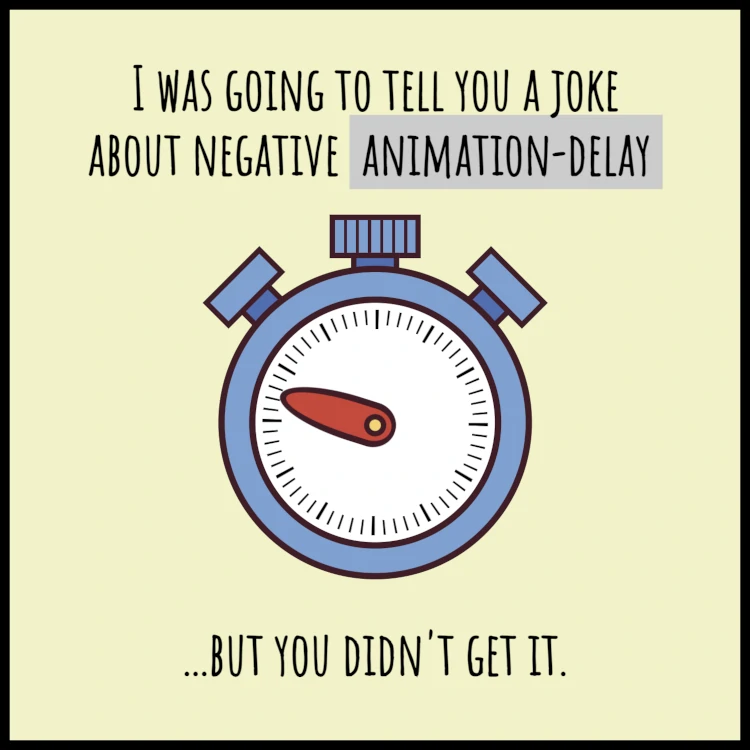 I WAS GOING TO TELL YOU A JOKE
ABOUT NEGATIVE ANIMATION-DELAY
...BUT YOU DIDN'T GET IT.